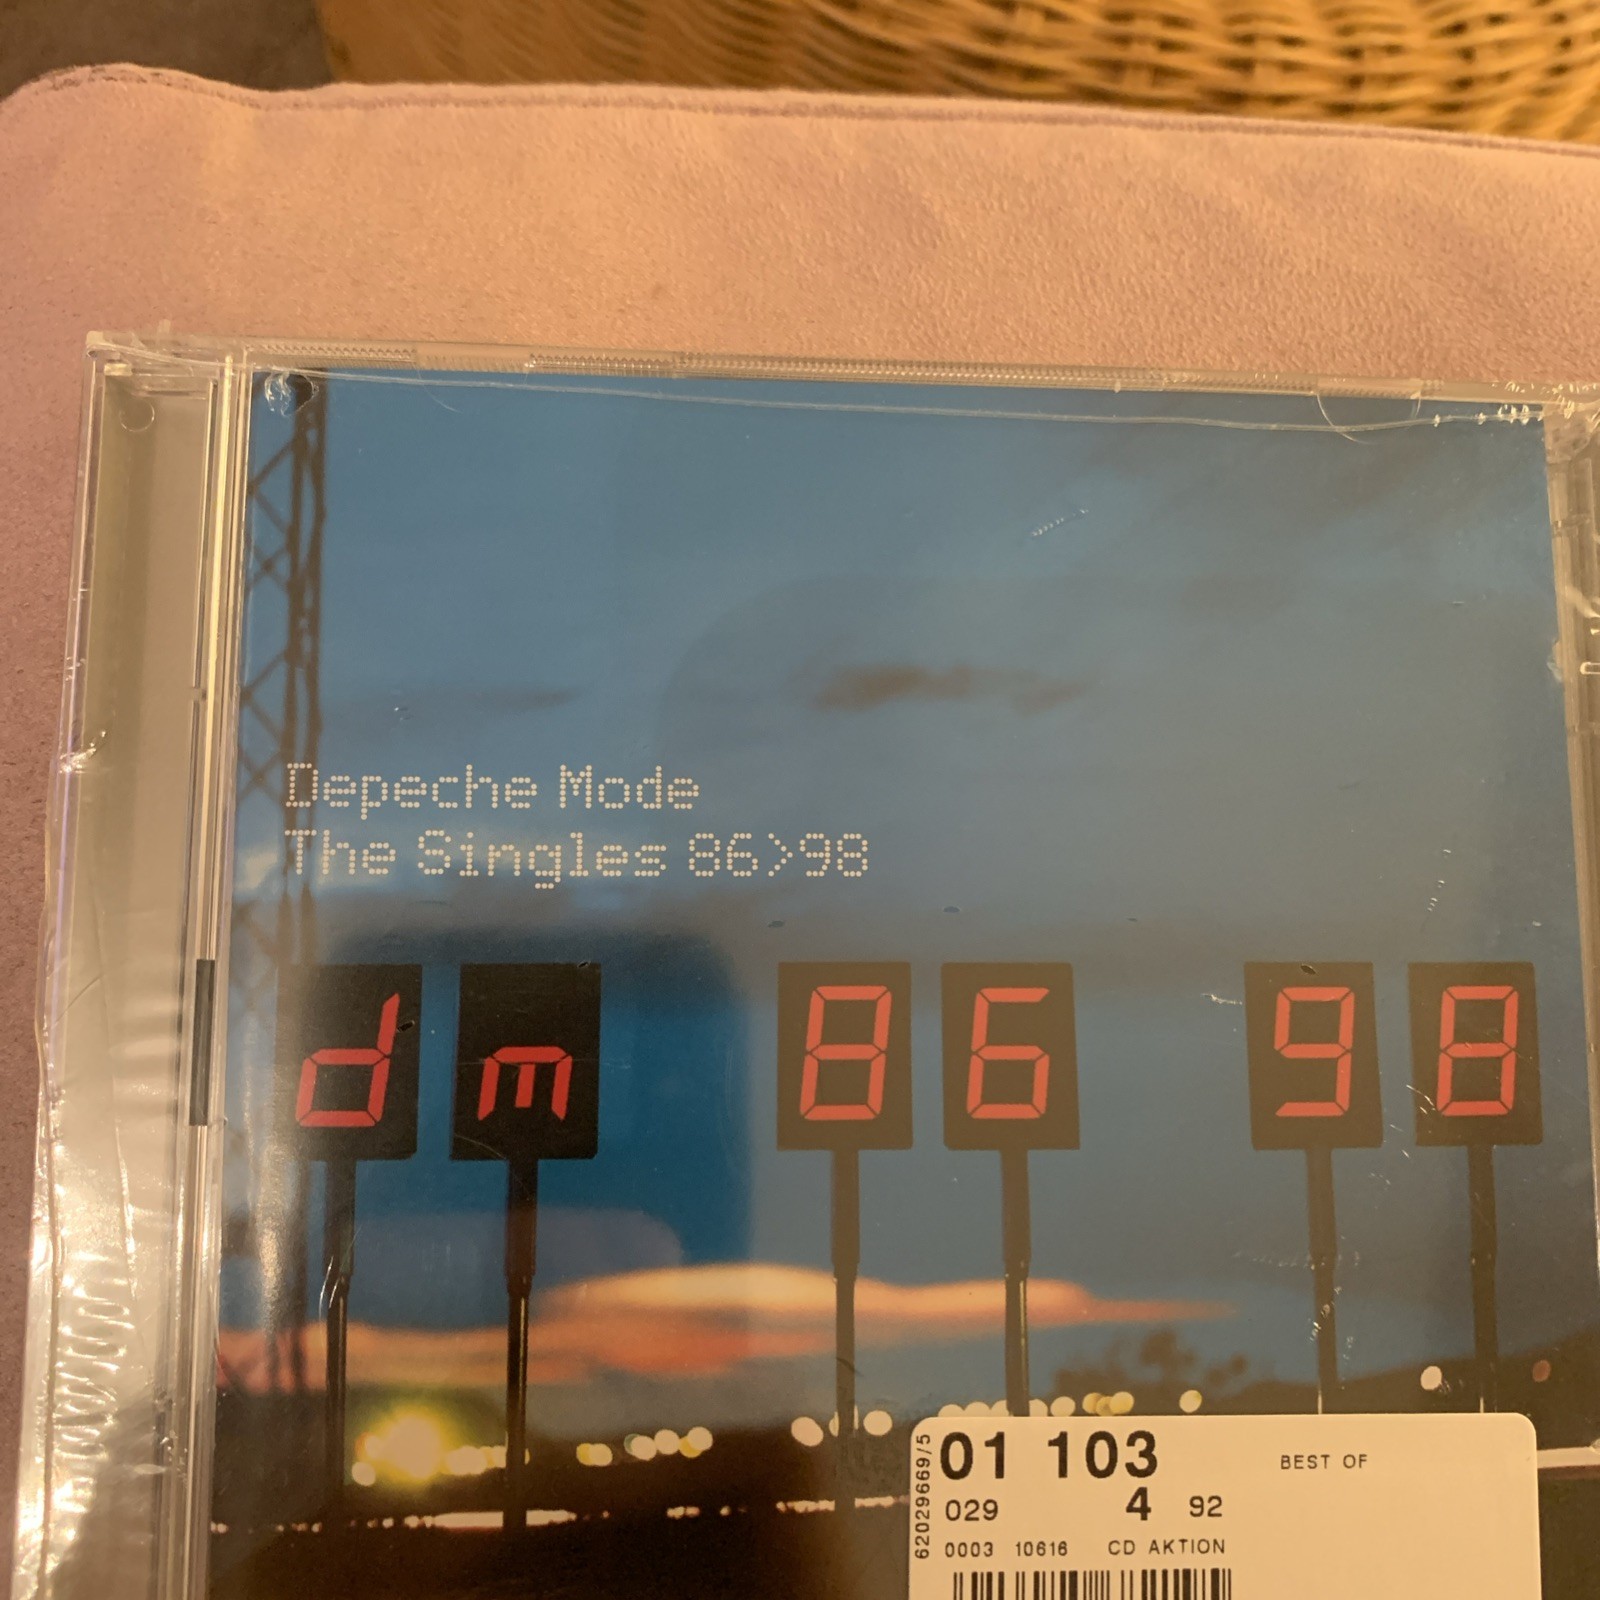 Depeche Mode
The Singles 86>98
dm 86 98
62029669/5
01 103 BEST OF
029 4 92
0003 10616 CD AKTION